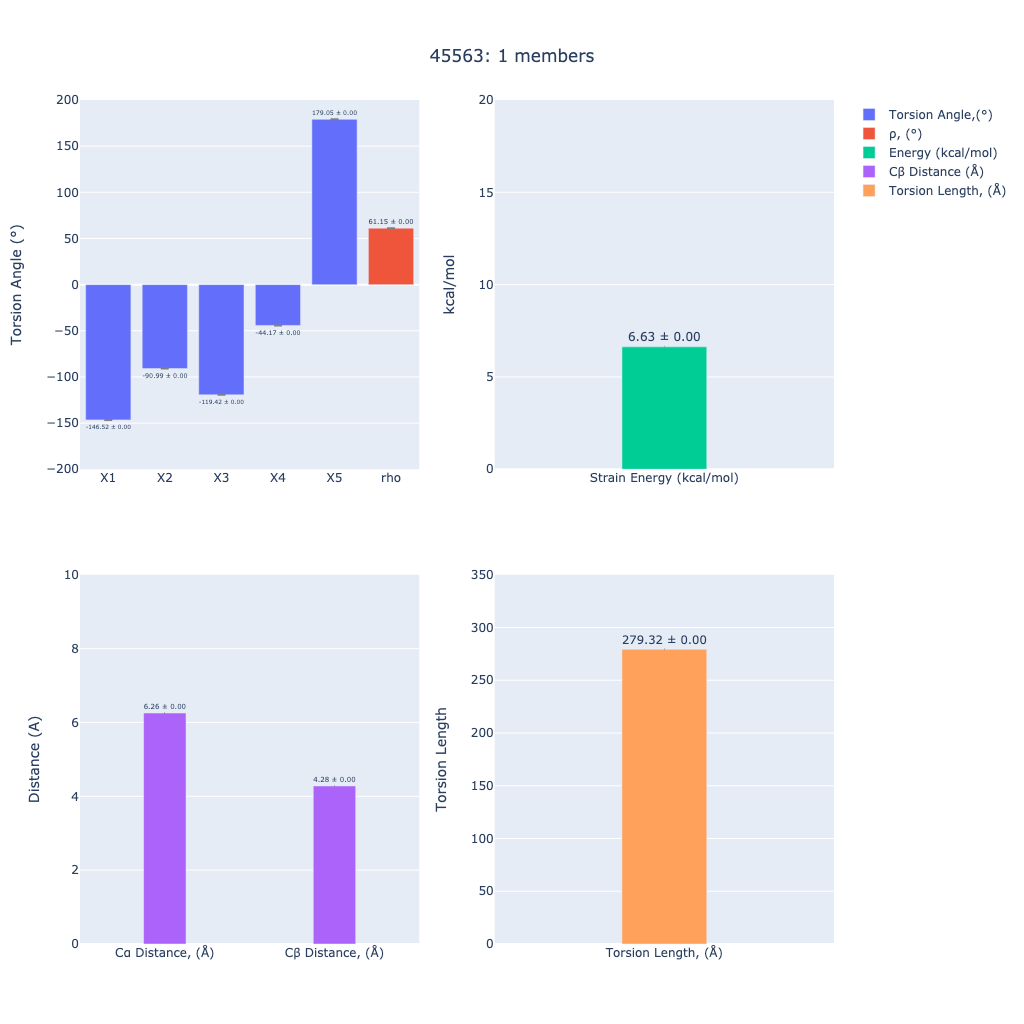 45563: 1 members
Torsion Angle (°)
200
150
100
50
0
−50
−100
−150
−200
179.05 ± 0.00
61.15 ± 0.00
-44.17 ± 0.00
-90.99 ± 0.00
-119.42 ± 0.00
-146.52 ± 0.00
X1 X2 X3 X4 X5 rho
kcal/mol
20
15
10
5
0
6.63 ± 0.00
Strain Energy (kcal/mol)
Torsion Angle,(°)
ρ, (°)
Energy (kcal/mol)
Cβ Distance (Å)
Torsion Length, (Å)
Distance (A)
10
8
6
4
2
0
6.26 ± 0.00
4.28 ± 0.00
Cα Distance, (Å) Cβ Distance, (Å)
Torsion Length
350
300
250
200
150
100
50
0
279.32 ± 0.00
Torsion Length, (Å)